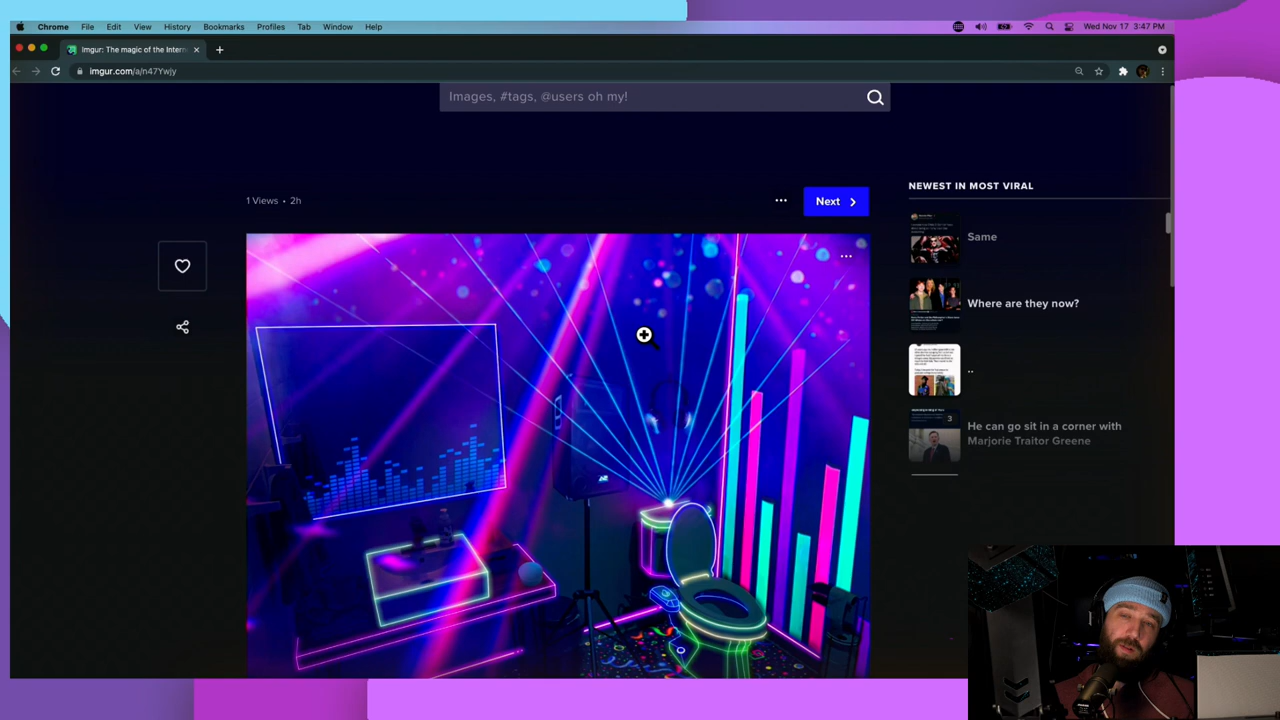 Chrome File Edit View History Bookmarks Profiles Tab Window Help
Wed Nov 17 3:47 PM
Imgur: The magic of the Intern
imgur.com/a/n47Ywjy
Images, #tags, @users oh my!
1 Views • 2h
Next
NEWEST IN MOST VIRAL
Same
Where are they now?
..
3
He can go sit in a corner with
Marjorie Traitor Greene